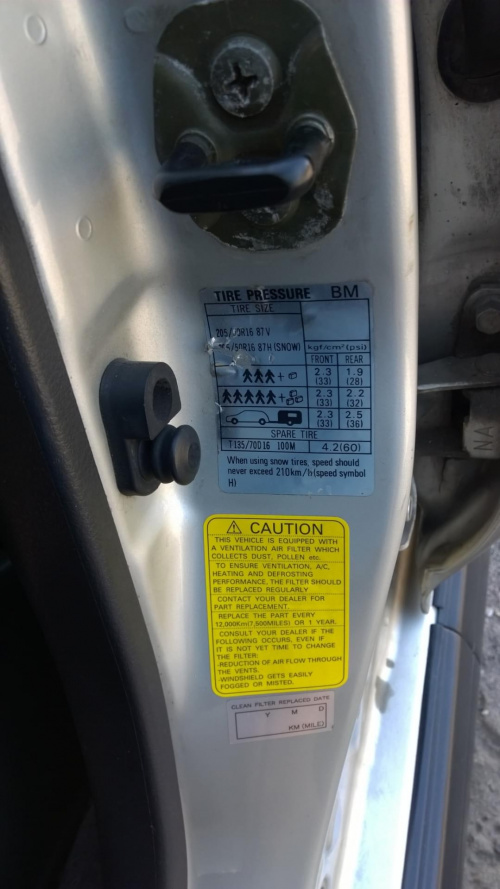 TIRE PRESSURE BM
TIRE SIZE
87V
50R16 87H (SNOW) kgf/cm² (psi)
FRONT REAR
+ 2.3 1.9
(33) (28)
+ 2.3 2.2
(33) (32)
2.3 2.5
(33) (36)
SPARE TIRE
T135/70D16 100M 4.2(60)
When using snow tires, speed should
never exceed 210km/h (speed symbol
H)
CAUTION
THIS VEHICLE IS EQUIPPED WITH
A VENTILATION AIR FILTER WHICH
COLLECTS DUST, POLLEN etc.
TO ENSURE VENTILATION, A/C,
HEATING AND DEFROSTING
PERFORMANCE, THE FILTER SHOULD
BE REPLACED REGULARLY
CONTACT YOUR DEALER FOR
PART REPLACEMENT.
REPLACE THE PART EVERY
12,000Km(7,500MILES) OR 1 YEAR.
CONSULT YOUR DEALER IF THE
FOLLOWING OCCURS, EVEN IF
IT IS NOT YET TIME TO CHANGE
THE FILTER:
-REDUCTION OF AIR FLOW THROUGH
THE VENTS.
-WINDSHIELD GETS EASILY
FOGGED OR MISTED.
CLEAN FILTER REPLACED DATE
Y M D
KM (MILE)